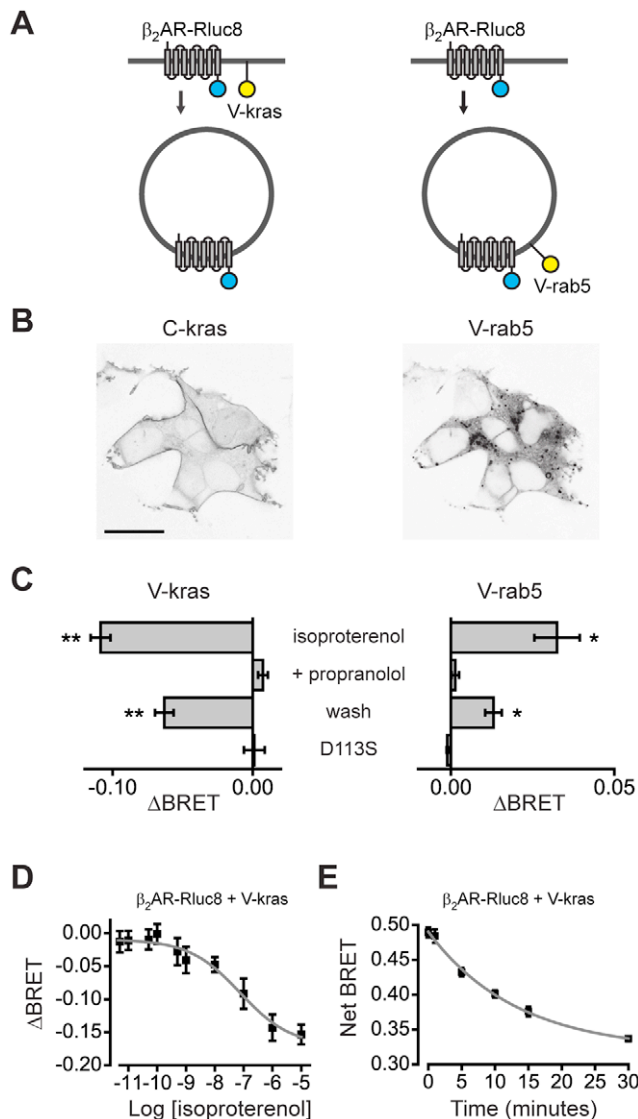 A
β₂AR-Rluc8 β₂AR-Rluc8
V-kras
V-rab5
B
C-kras V-rab5
C
V-kras V-rab5
** isoproterenol *
+ propranolol
** wash *
D113S
-0.10 0.00 0.00 0.05
ΔBRET ΔBRET
D E
β₂AR-Rluc8 + V-kras β₂AR-Rluc8 + V-kras
ΔBRET
0.00
-0.05
-0.10
-0.15
-0.20
-11 -10 -9 -8 -7 -6 -5
Log [isoproterenol]
Net BRET
0.50
0.45
0.40
0.35
0.30
0 5 10 15 20 25 30
Time (minutes)